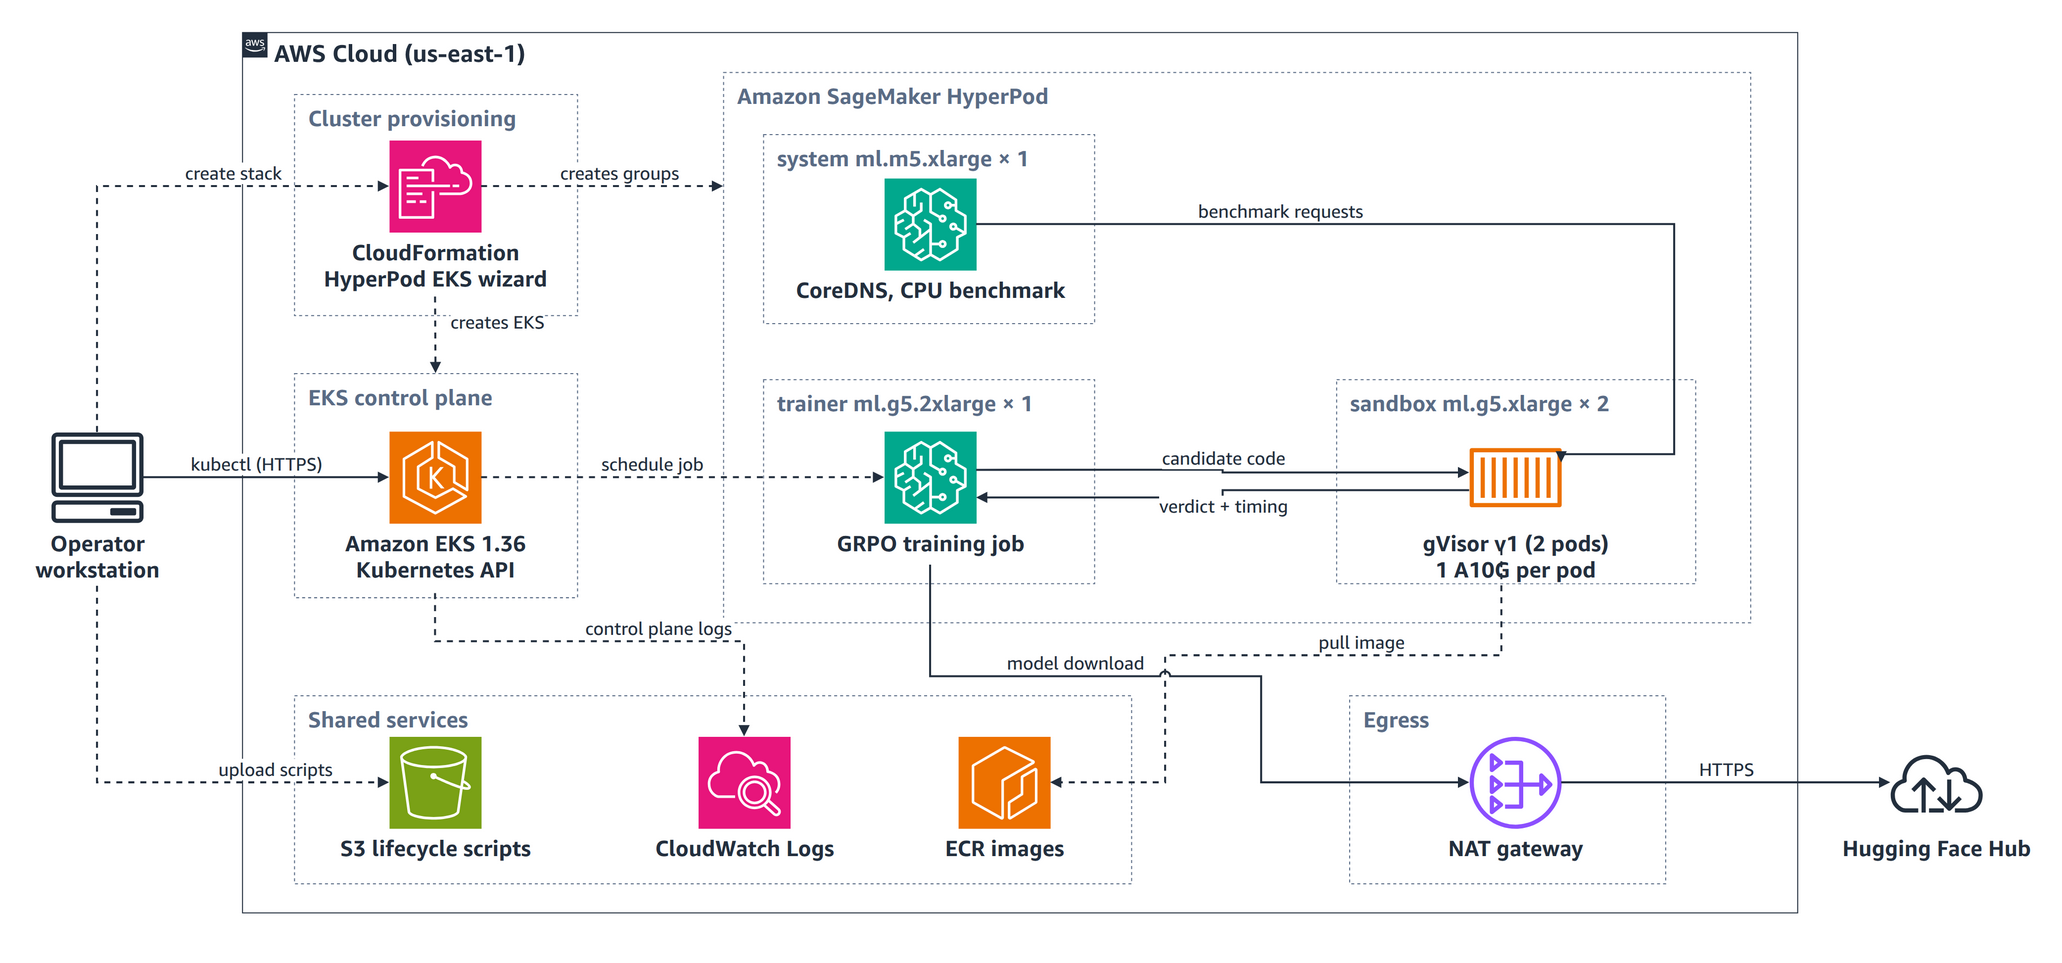 aws
AWS Cloud (us-east-1)
Cluster provisioning
create stack
creates groups
CloudFormation
HyperPod EKS wizard
creates EKS
Amazon SageMaker HyperPod
system ml.m5.xlarge × 1
CoreDNS, CPU benchmark
benchmark requests
EKS control plane
kubectl (HTTPS)
Amazon EKS 1.36
Kubernetes API
schedule job
Operator
workstation
trainer ml.g5.2xlarge × 1
GRPO training job
candidate code
verdict + timing
sandbox ml.g5.xlarge × 2
gVisor v1 (2 pods)
1 A10G per pod
control plane logs
model download
pull image
Shared services
upload scripts
S3 lifecycle scripts
CloudWatch Logs
ECR images
Egress
NAT gateway
HTTPS
Hugging Face Hub